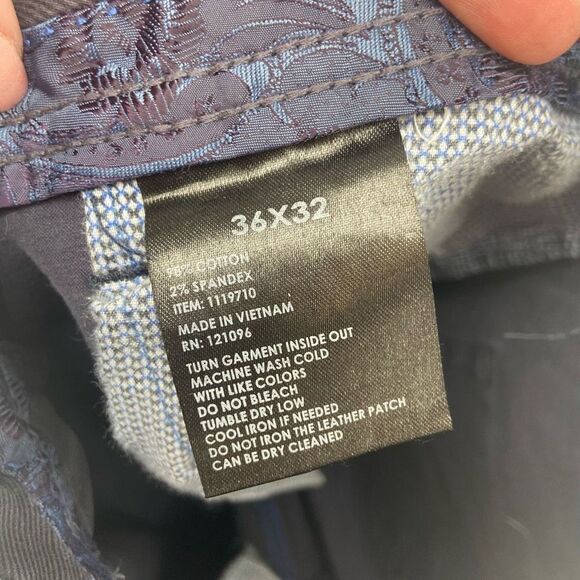 36X32
98% COTTON
2% SPANDEX
ITEM: 1119710
MADE IN VIETNAM
RN: 121096
TURN GARMENT INSIDE OUT
MACHINE WASH COLD
WITH LIKE COLORS
DO NOT BLEACH
TUMBLE DRY LOW
COOL IRON IF NEEDED
DO NOT IRON THE LEATHER PATCH
CAN BE DRY CLEANED